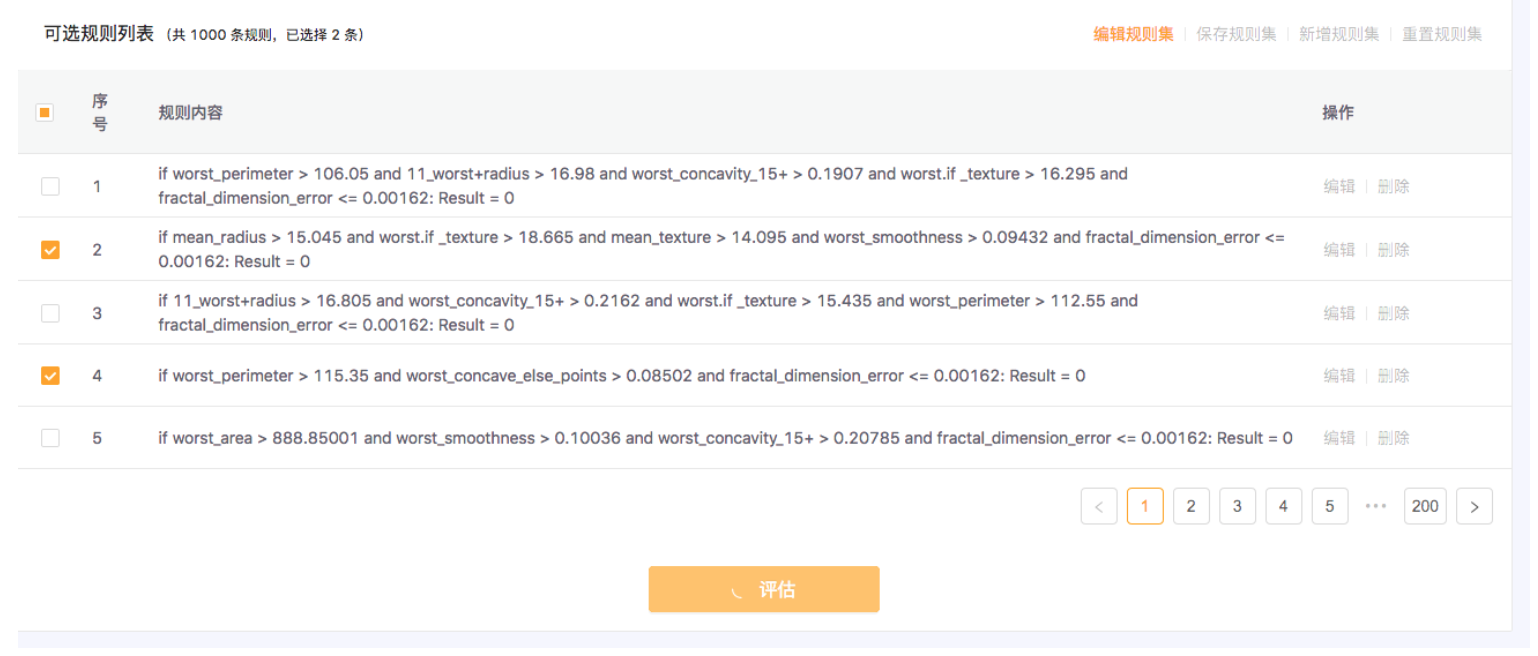 可选规则列表 (共 1000 条规则, 已选择 2 条)
编辑规则集 保存规则集 新增规则集 重置规则集
序号 规则内容 操作
1 if worst_perimeter > 106.05 and 11_worst+radius > 16.98 and worst_concavity_15+ > 0.1907 and worst.if _texture > 16.295 and
fractal_dimension_error <= 0.00162: Result = 0
编辑 删除
2 if mean_radius > 15.045 and worst.if _texture > 18.665 and mean_texture > 14.095 and worst_smoothness > 0.09432 and fractal_dimension_error <=
0.00162: Result = 0
编辑 删除
3 if 11_worst+radius > 16.805 and worst_concavity_15+ > 0.2162 and worst.if _texture > 15.435 and worst_perimeter > 112.55 and
fractal_dimension_error <= 0.00162: Result = 0
编辑 删除
4 if worst_perimeter > 115.35 and worst_concave_else_points > 0.08502 and fractal_dimension_error <= 0.00162: Result = 0 编辑 删除
5 if worst_area > 888.85001 and worst_smoothness > 0.10036 and worst_concavity_15+ > 0.20785 and fractal_dimension_error <= 0.00162: Result = 0 编辑 删除
< 1 2 3 4 5 ••• 200 >
评估